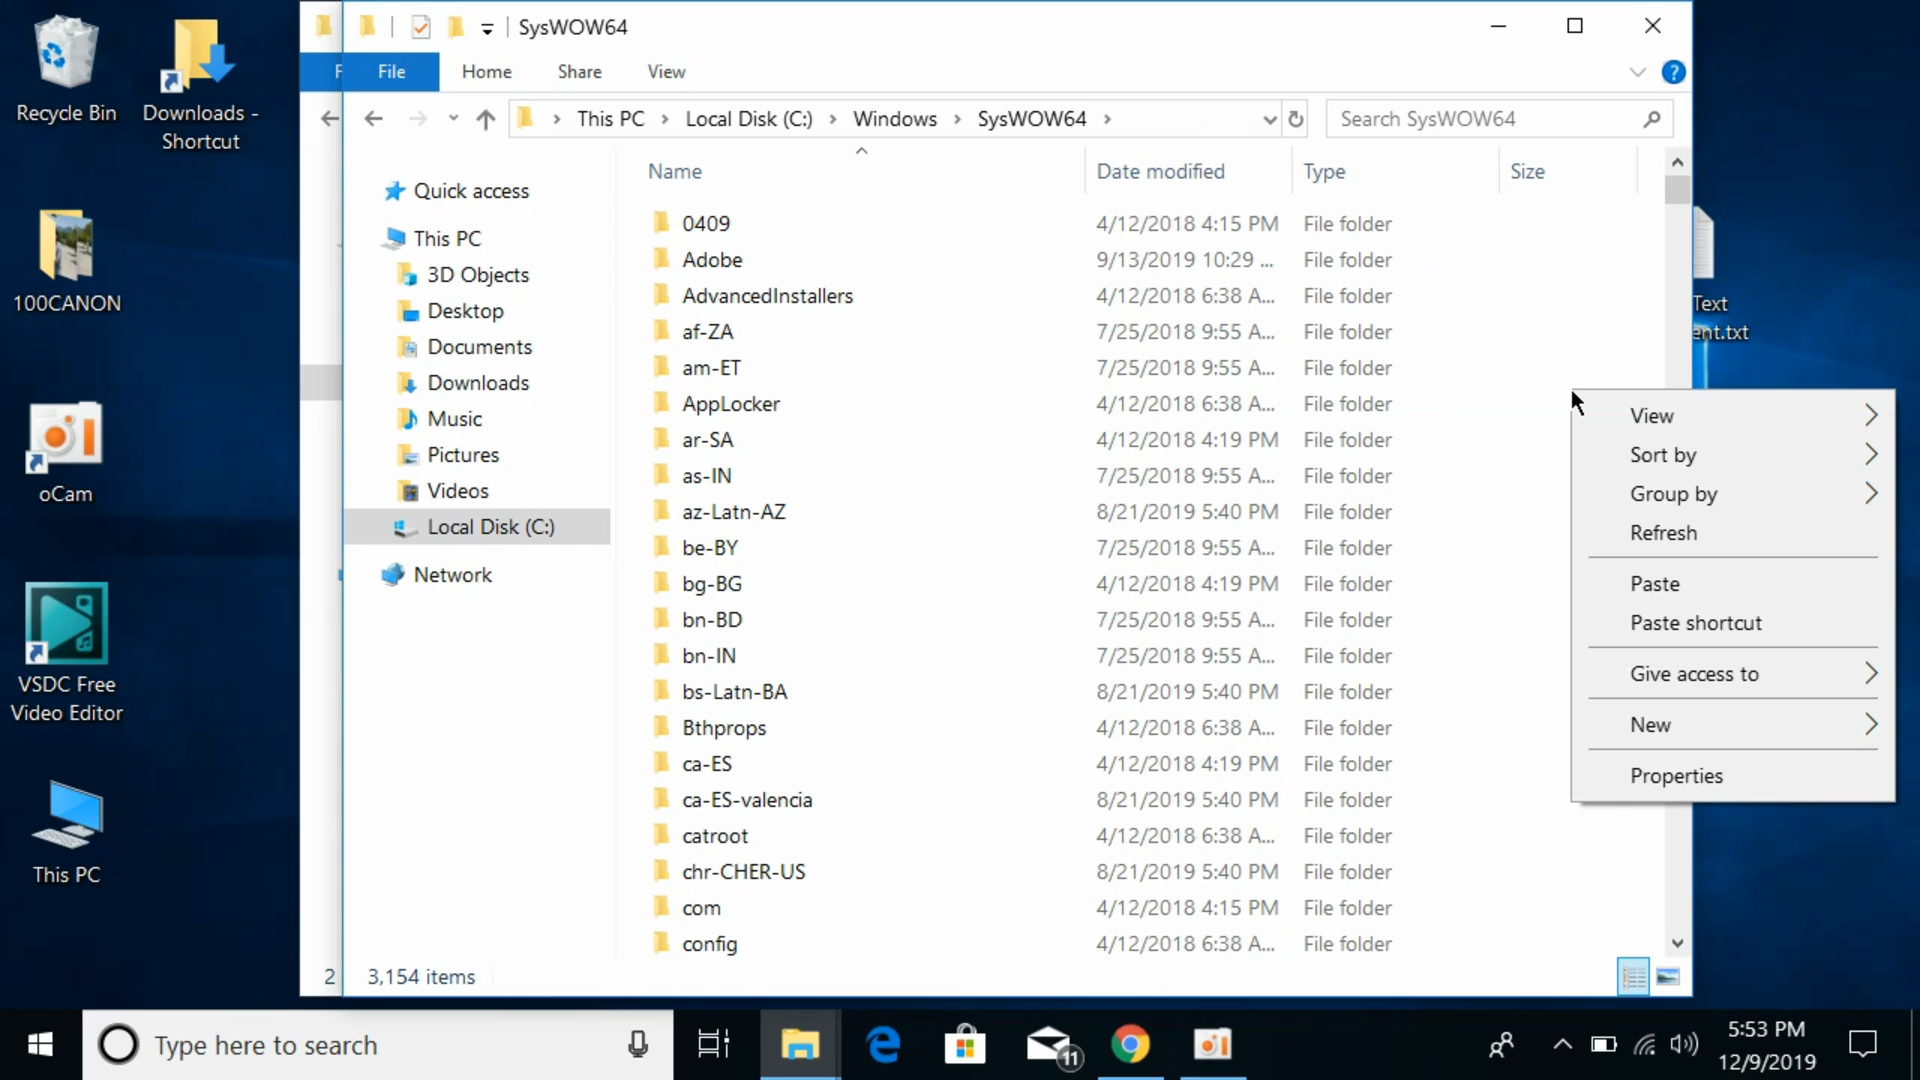 Recycle Bin
Downloads -
Shortcut
100CANON
oCam
VSDC Free
Video Editor
This PC
F
2
SysWOW64
File Home Share View
This PC Local Disk (C:) Windows SysWOW64
Search SysWOW64
Quick access
This PC
3D Objects
Desktop
Documents
Downloads
Music
Pictures
Videos
Local Disk (C:)
Network
Name Date modified Type Size
0409 4/12/2018 4:15 PM File folder
Adobe 9/13/2019 10:29 ... File folder
AdvancedInstallers 4/12/2018 6:38 A... File folder
af-ZA 7/25/2018 9:55 A... File folder
am-ET 7/25/2018 9:55 A... File folder
AppLocker 4/12/2018 6:38 A... File folder
ar-SA 4/12/2018 4:19 PM File folder
as-IN 7/25/2018 9:55 A... File folder
az-Latn-AZ 8/21/2019 5:40 PM File folder
be-BY 7/25/2018 9:55 A... File folder
bg-BG 4/12/2018 4:19 PM File folder
bn-BD 7/25/2018 9:55 A... File folder
bn-IN 7/25/2018 9:55 A... File folder
bs-Latn-BA 8/21/2019 5:40 PM File folder
Bthprops 4/12/2018 6:38 A... File folder
ca-ES 4/12/2018 4:19 PM File folder
ca-ES-valencia 8/21/2019 5:40 PM File folder
catroot 4/12/2018 6:38 A... File folder
chr-CHER-US 8/21/2019 5:40 PM File folder
com 4/12/2018 4:15 PM File folder
config 4/12/2018 6:38 A... File folder
3,154 items
Text
ent.txt
View
Sort by
Group by
Refresh
Paste
Paste shortcut
Give access to
New
Properties
Type here to search
11
5:53 PM
12/9/2019